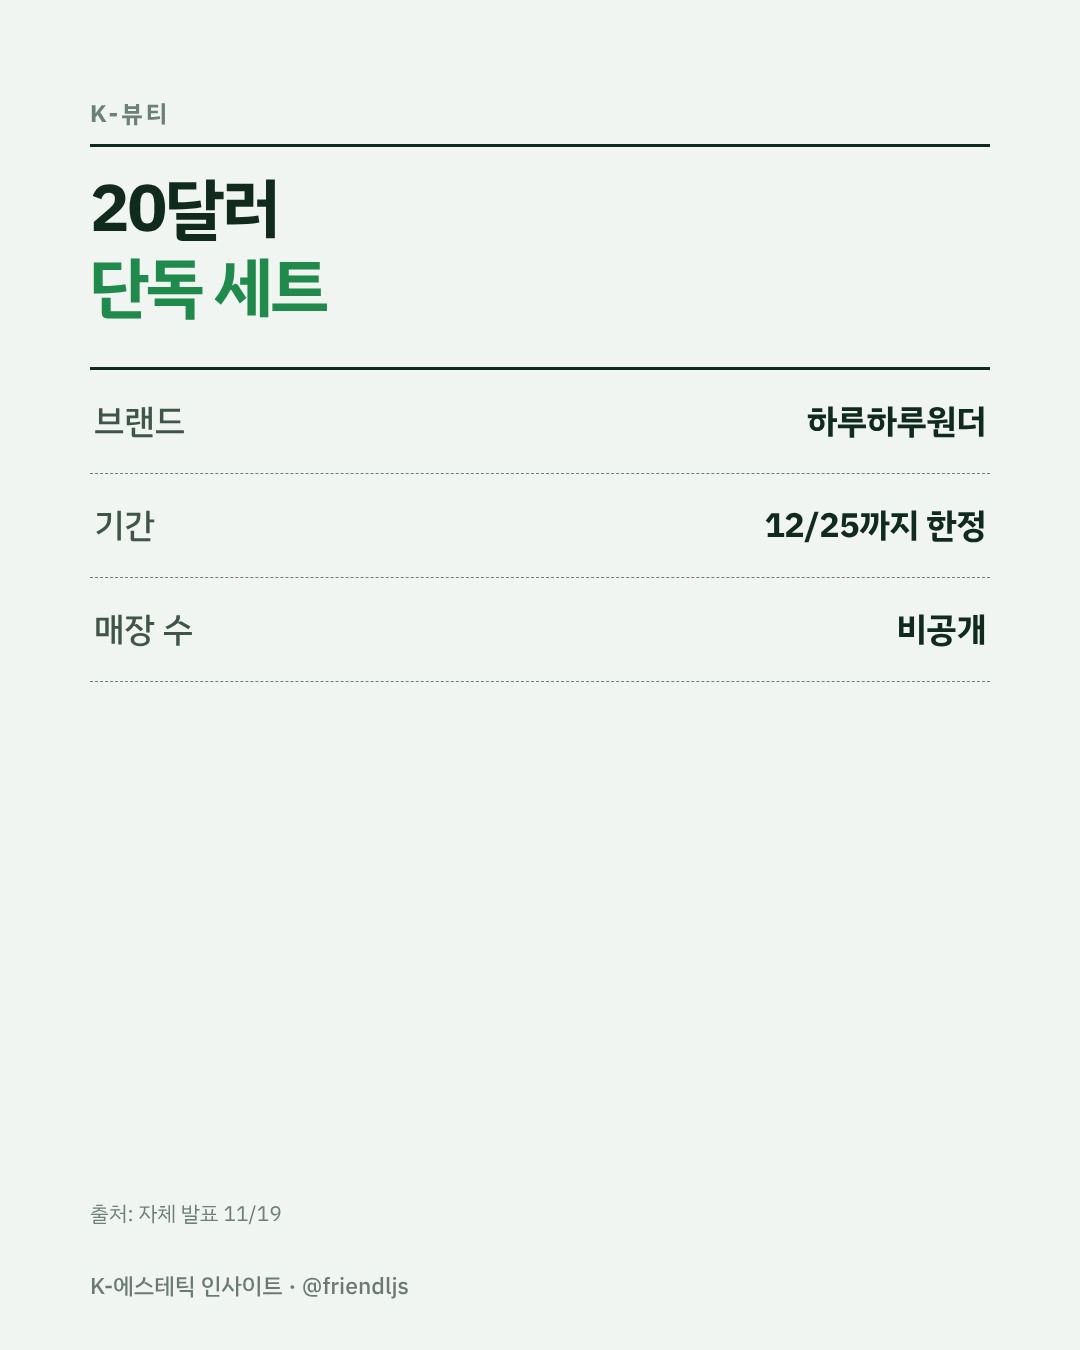 K-뷰티
20달러
단독 세트
브랜드 하루하루원더
기간 12/25까지 한정
매장 수 비공개
출처: 자체 발표 11/19
K-에스테틱 인사이트 · @friendljs